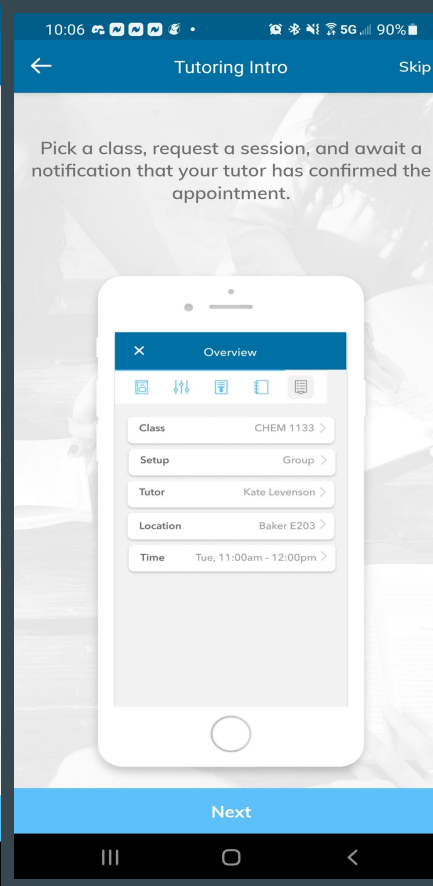 10:06 5G 90%
Tutoring Intro Skip
Pick a class, request a session, and await a
notification that your tutor has confirmed the
appointment.
Overview
Class CHEM 1133
Setup Group
Tutor Kate Levenson
Location Baker E203
Time Tue, 11:00am - 12:00pm
Next